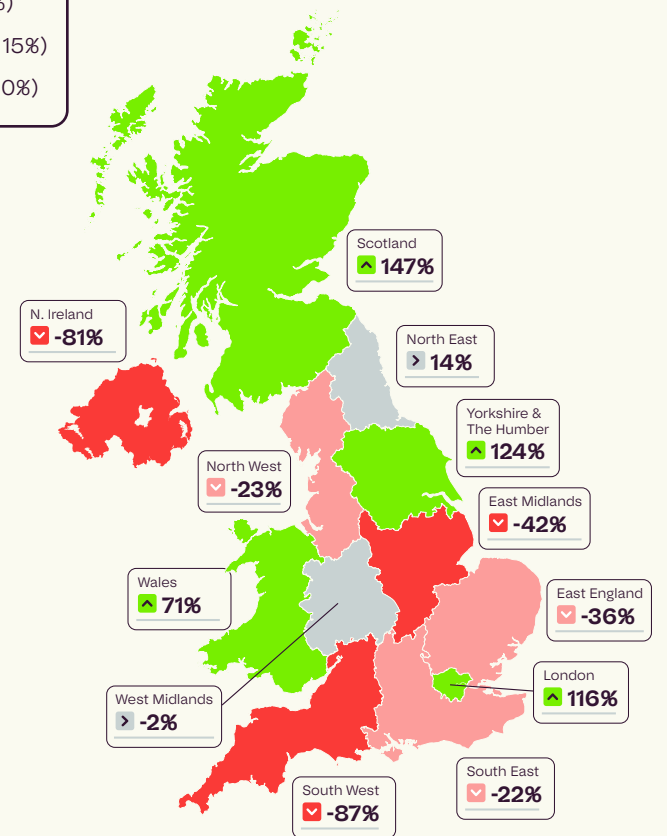 %)
15%)
0%)
Scotland
147%
N. Ireland
-81%
North East
14%
Yorkshire &
The Humber
124%
North West
-23%
East Midlands
-42%
Wales
71%
East England
-36%
London
116%
West Midlands
-2%
South East
-22%
South West
-87%